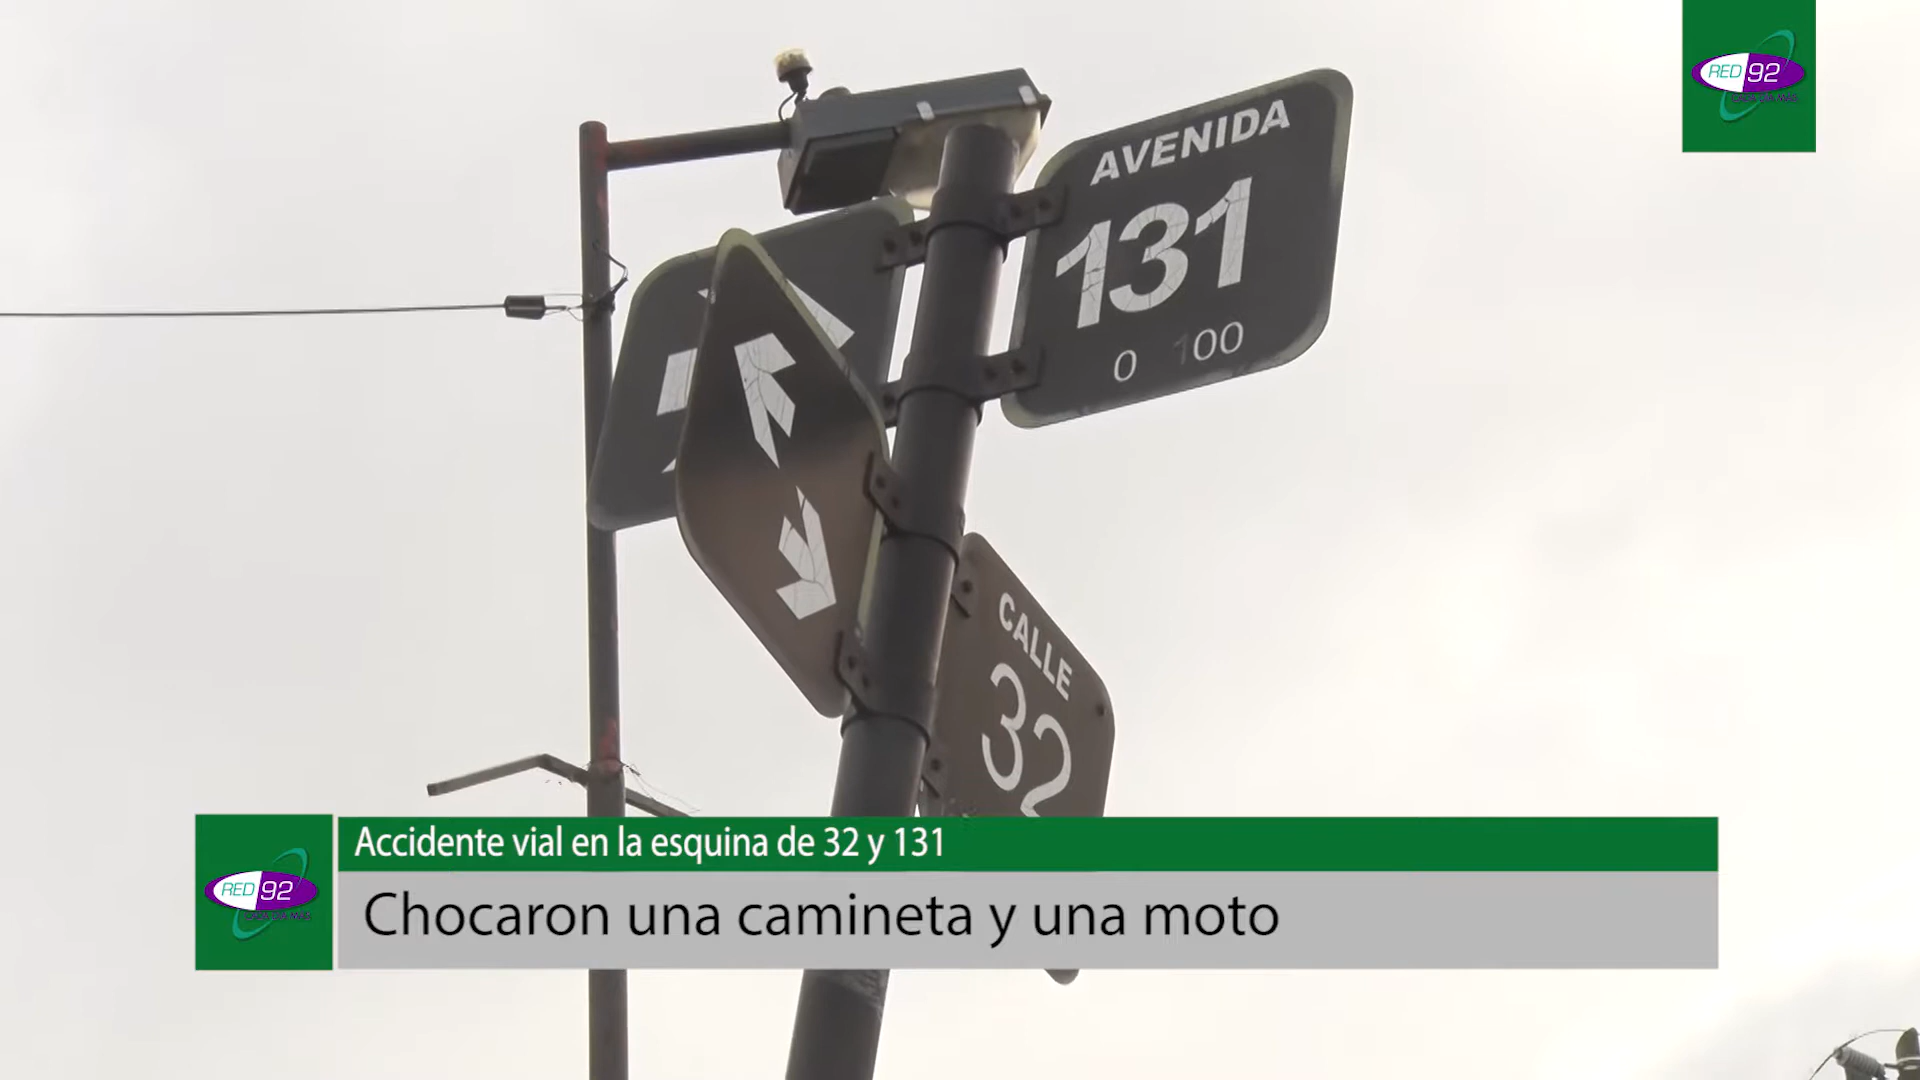 RED 92
AVENIDA
131
0 100
CALLE
32
Accidente vial en la esquina de 32 y 131
RED 92
Chocaron una camineta y una moto